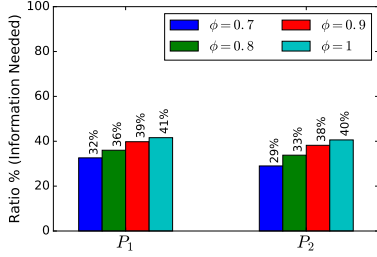 Ratio % (Information Needed)
100
80
60
40
20
0
ϕ = 0.7
ϕ = 0.9
ϕ = 0.8
ϕ = 1
32%
36%
39%
41%
29%
33%
38%
40%
P1
P2